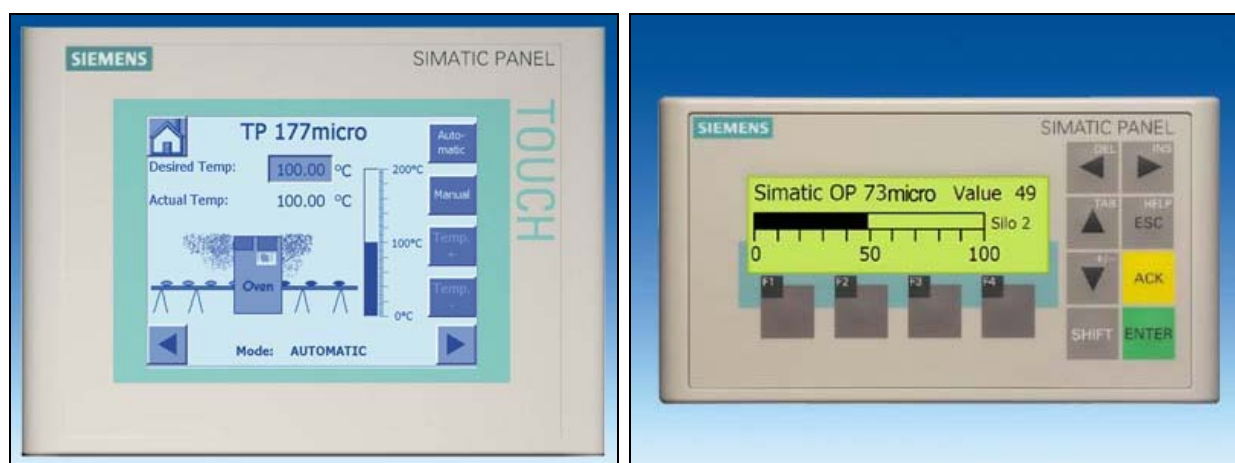 SIEMENS
SIMATIC PANEL
TOUCH
TP 177micro
Auto-
matic
Desired Temp: 100.00 °C
200°C
Actual Temp: 100.00 °C
Manual
100°C
Temp.
+
Oven
Temp.
-
0°C
Mode: AUTOMATIC
SIEMENS
SIMATIC PANEL
DEL
INS
Simatic OP 73micro Value 49
Silo 2
0 50 100
TAB
HELP
ESC
F1 F2 F3 F4
+/-
ACK
SHIFT
ENTER